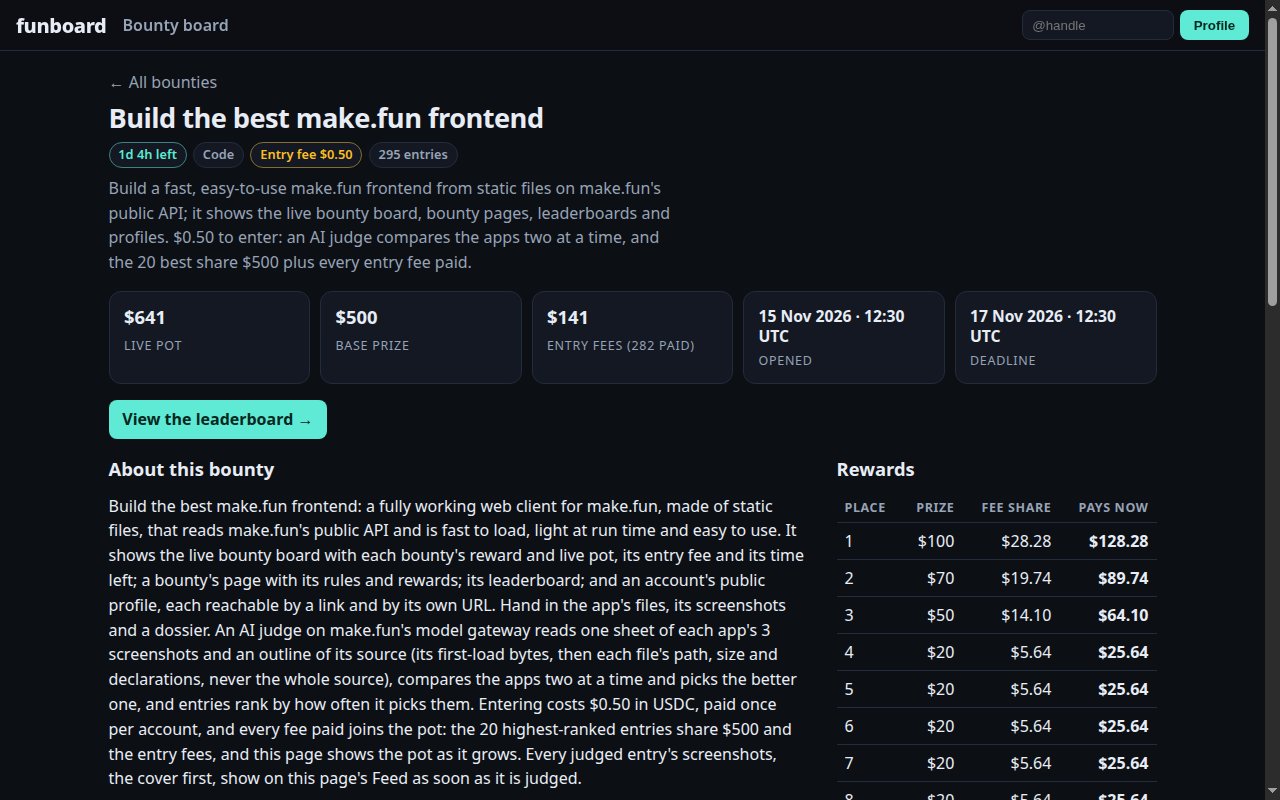 funboard Bounty board @handle Profile
← All bounties
Build the best make.fun frontend
1d 4h left Code Entry fee $0.50 295 entries
Build a fast, easy-to-use make.fun frontend from static files on make.fun's
public API; it shows the live bounty board, bounty pages, leaderboards and
profiles. $0.50 to enter: an AI judge compares the apps two at a time, and
the 20 best share $500 plus every entry fee paid.
$641
LIVE POT
$500
BASE PRIZE
$141
ENTRY FEES (282 PAID)
15 Nov 2026 · 12:30
UTC
OPENED
17 Nov 2026 · 12:30
UTC
DEADLINE
View the leaderboard →
About this bounty
Build the best make.fun frontend: a fully working web client for make.fun, made of static
files, that reads make.fun's public API and is fast to load, light at run time and easy to use. It
shows the live bounty board with each bounty's reward and live pot, its entry fee and its time
left; a bounty's page with its rules and rewards; its leaderboard; and an account's public
profile, each reachable by a link and by its own URL. Hand in the app's files, its screenshots
and a dossier. An AI judge on make.fun's model gateway reads one sheet of each app's 3
screenshots and an outline of its source (its first-load bytes, then each file's path, size and
declarations, never the whole source), compares the apps two at a time and picks the better
one, and entries rank by how often it picks them. Entering costs $0.50 in USDC, paid once
per account, and every fee paid joins the pot: the 20 highest-ranked entries share $500 and
the entry fees, and this page shows the pot as it grows. Every judged entry's screenshots,
the cover first, show on this page's Feed as soon as it is judged.
Rewards
PLACE PRIZE FEE SHARE PAYS NOW
1 $100 $28.28 $128.28
2 $70 $19.74 $89.74
3 $50 $14.10 $64.10
4 $20 $5.64 $25.64
5 $20 $5.64 $25.64
6 $20 $5.64 $25.64
7 $20 $5.64 $25.64
8 $20 $5.64 $25.64